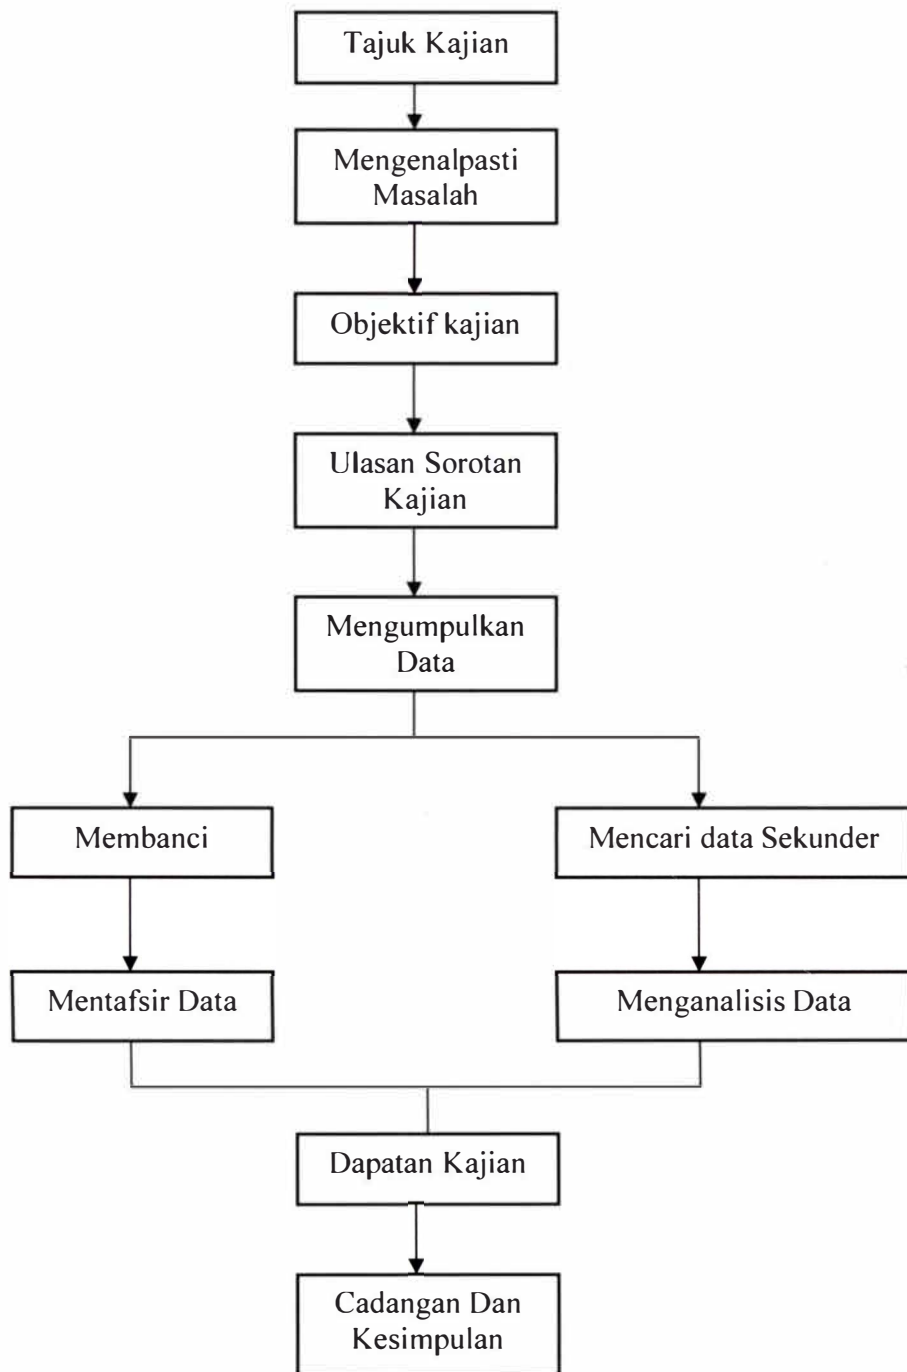 Tajuk Kajian
Mengenalpasti
Masalah
Objektif kajian
Ulasan Sorotan
Kajian
Mengumpulkan
Data
Membanci
Mencari data Sekunder
Mentafsir Data
Menganalisis Data
Dapatan Kajian
Cadangan Dan
Kesimpulan